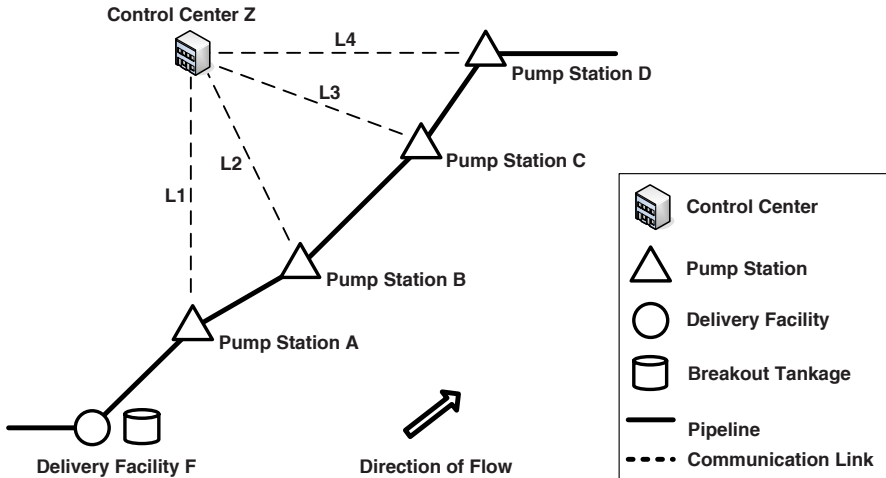 Control Center Z
L4
Pump Station D
L3
Pump Station C
L2
L1
Pump Station B
Pump Station A
Delivery Facility F
Direction of Flow
Control Center
Pump Station
Delivery Facility
Breakout Tankage
Pipeline
Communication Link